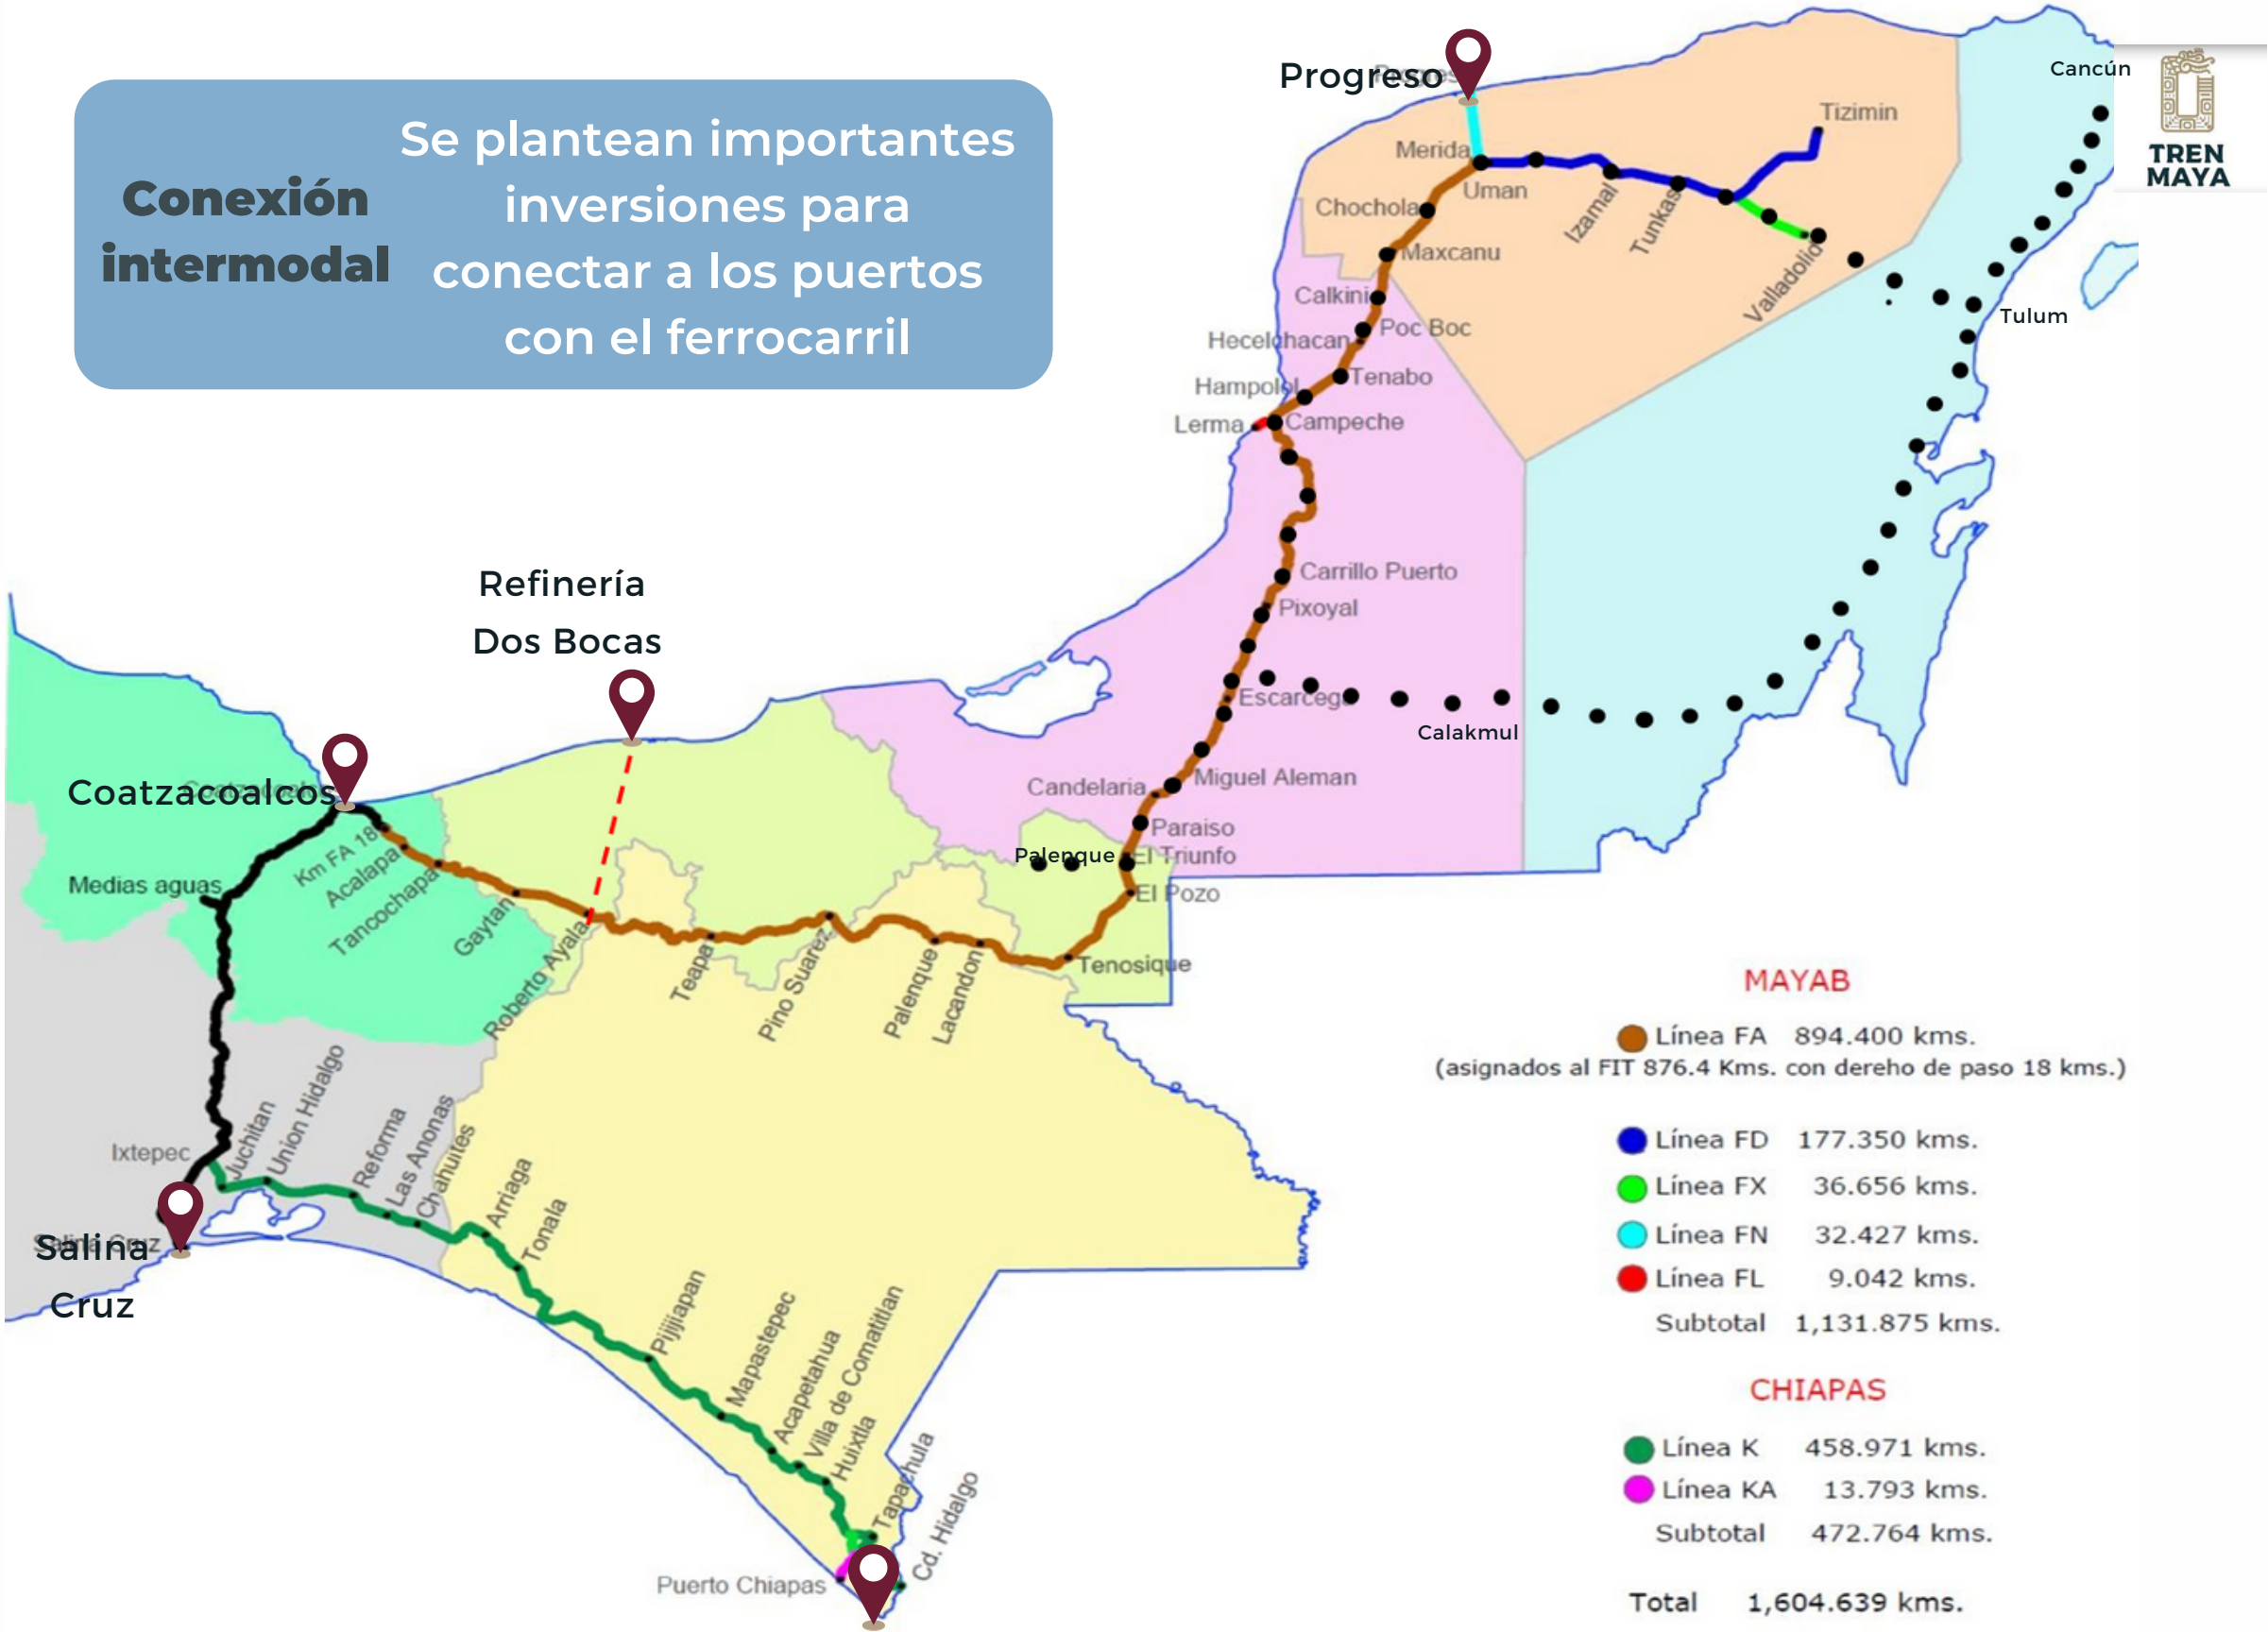 Conexión
intermodal
Se plantean importantes
inversiones para
conectar a los puertos
con el ferrocarril
TREN
MAYA
Progreso
Progreso
Cancún
Tizimin
Merida
Uman
Izamal
Tunkas
Valladolid
Chochola
Maxcanu
Calkini
Poc Boc
Hecelchacan
Tenabo
Hampolol
Lerma
Campeche
Tulum
Carrillo Puerto
Pixoyal
Escarcega
Calakmul
Miguel Aleman
Candelaria
Paraiso
Palenque
El Triunfo
El Pozo
Tenosique
Refinería
Dos Bocas
Coatzacoalcos
Coatzacoalcos
Km FA 18
Acalapa
Tancochapa
Medias aguas
Gaytan
Roberto Ayala
Teapa
Pino Suarez
Palenque
Lacandon
Ixtepec
Juchitan
Union Hidalgo
Reforma
Las Anonas
Chahuites
Arriaga
Tonala
Salina Cruz
Salina
Cruz
Pijijiapan
Mapastepec
Acapetahua
Villa de Comatitlan
Huixtla
Tapachula
Cd. Hidalgo
Puerto Chiapas
MAYAB
Línea FA 894.400 kms.
(asignados al FIT 876.4 Kms. con dereho de paso 18 kms.)
Línea FD 177.350 kms.
Línea FX 36.656 kms.
Línea FN 32.427 kms.
Línea FL 9.042 kms.
Subtotal 1,131.875 kms.
CHIAPAS
Línea K 458.971 kms.
Línea KA 13.793 kms.
Subtotal 472.764 kms.
Total 1,604.639 kms.